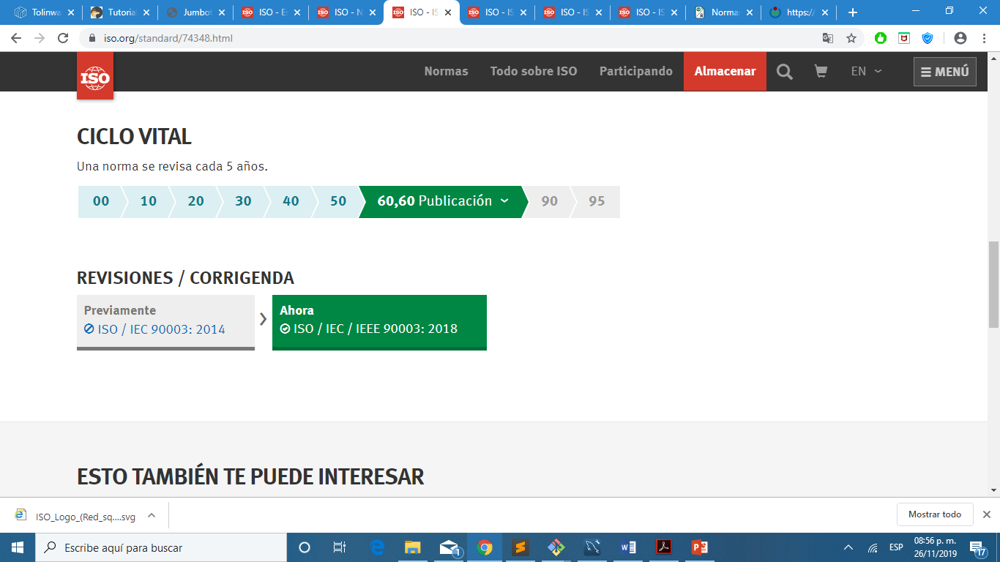 Tolinwa
Tutorial
Jumbot
ISO - Es
ISO - N
ISO - IS
ISO - IS
ISO - IS
ISO - IS
Normas
https://
iso.org/standard/74348.html
ISO
Normas
Todo sobre ISO
Participando
Almacenar
EN
MENÚ
CICLO VITAL
Una norma se revisa cada 5 años.
00 10 20 30 40 50 60,60 Publicación 90 95
REVISIONES / CORRIGENDA
Previamente
ISO / IEC 90003: 2014
Ahora
ISO / IEC / IEEE 90003: 2018
ESTO TAMBIÉN TE PUEDE INTERESAR
ISO_Logo_(Red_sq....svg
Mostrar todo
Escribe aquí para buscar
1
ESP
08:56 p. m.
26/11/2019
17